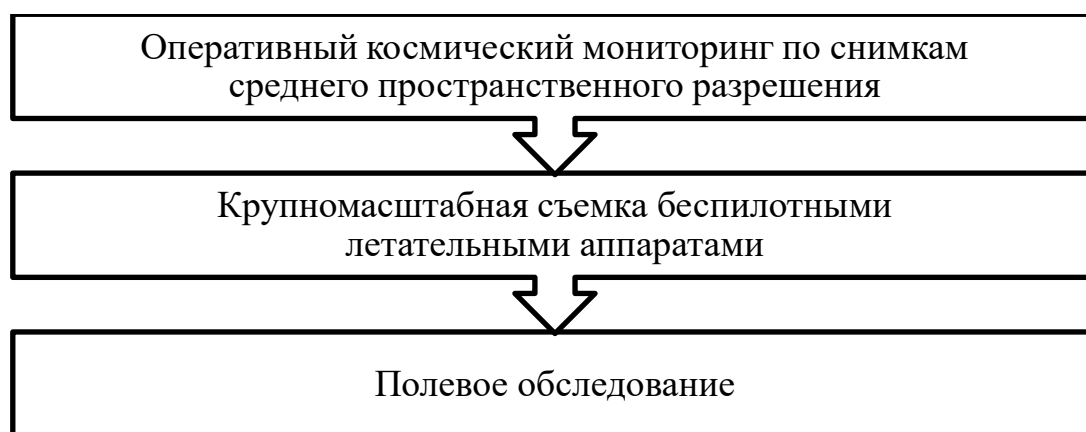 Оперативный космический мониторинг по снимкам
среднего пространственного разрешения
Крупномасштабная съемка беспилотными
летательными аппаратами
Полевое обследование